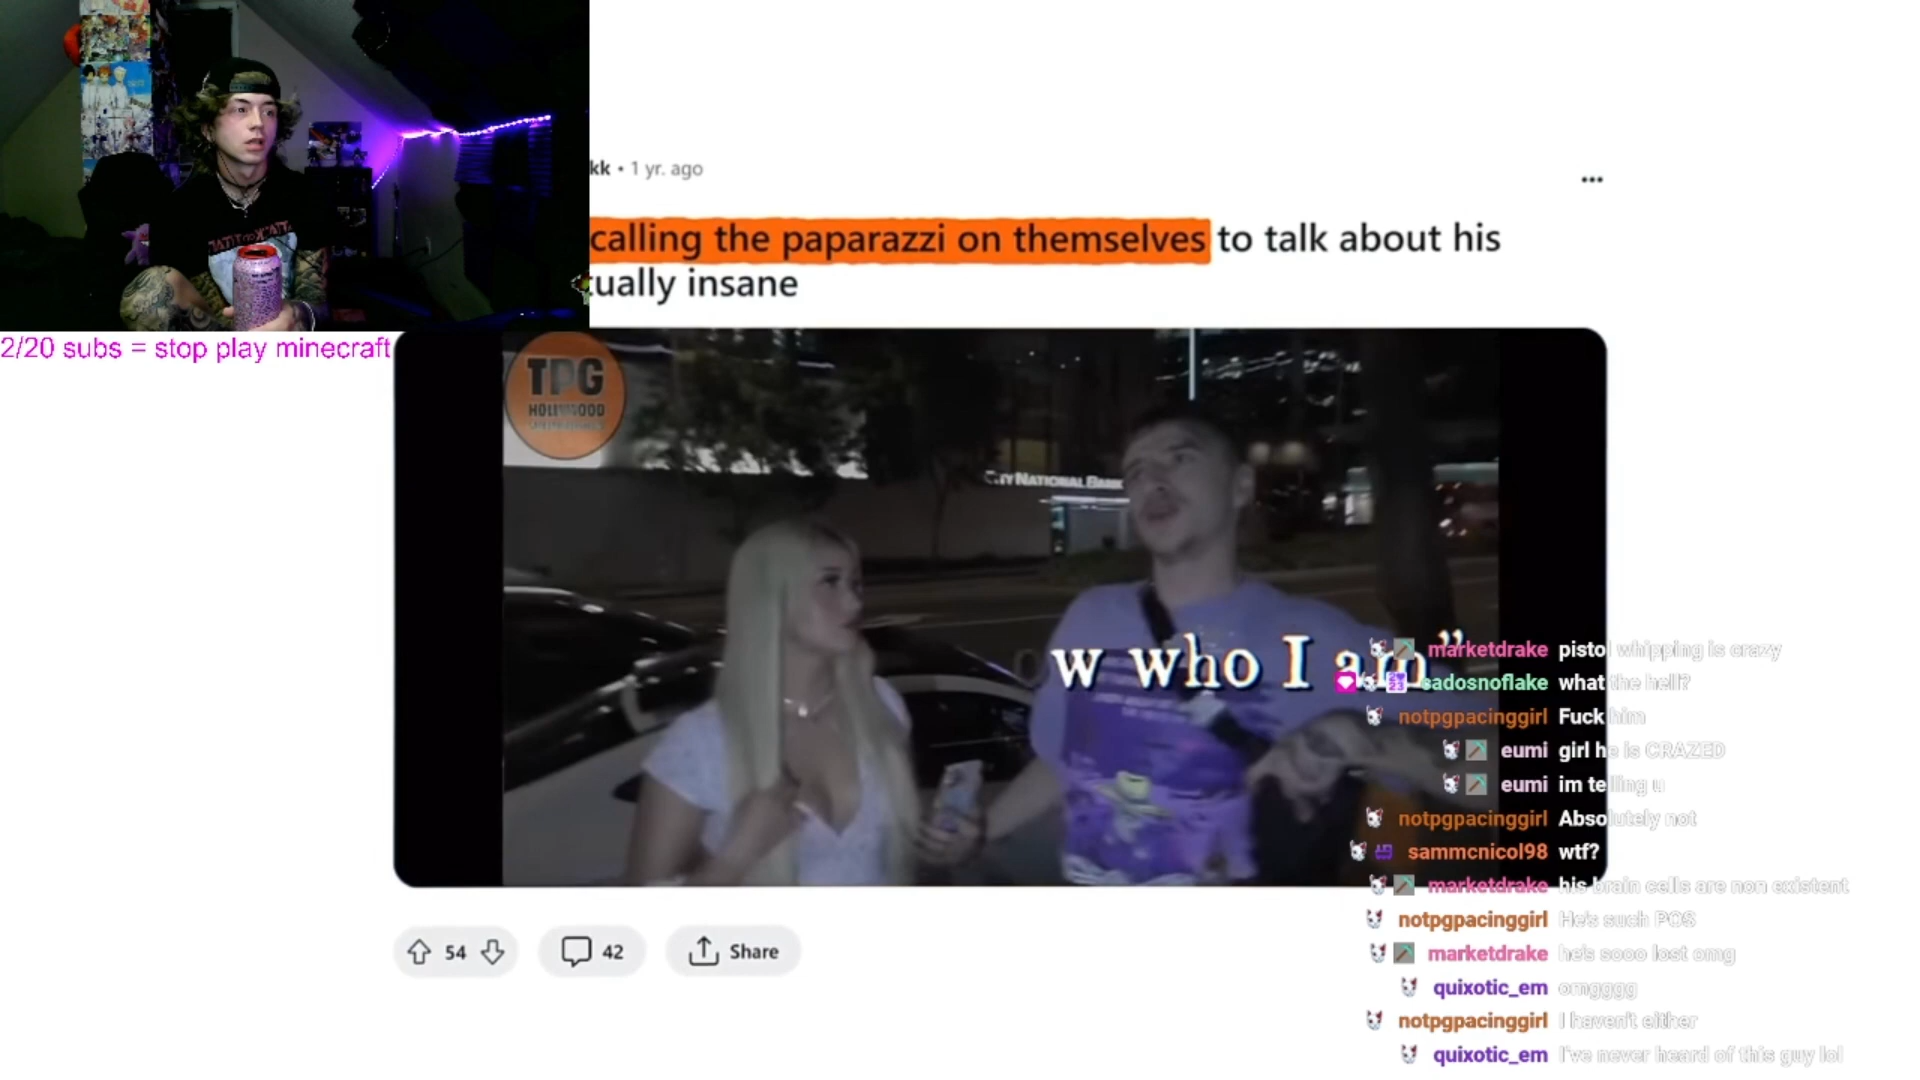 kk • 1 yr. ago
calling the paparazzi on themselves to talk about his
tually insane
2/20 subs = stop play minecraft
TPG
HOLLYWOOD
CITY NATIONAL BANK
w who I am”
marketdrake pistol whipping is crazy
sadosnoflake what the hell?
notpgpacinggirl Fuck him
eumi girl he is CRAZED
eumi im telling u
notpgpacinggirl Absolutely not
sammcnicol98 wtf?
marketdrake his brain cells are non existent
notpgpacinggirl He's such POS
marketdrake he's sooo lost omg
quixotic_em omgggg
notpgpacinggirl I haven't either
quixotic_em I've never heard of this guy lol
54
42
Share